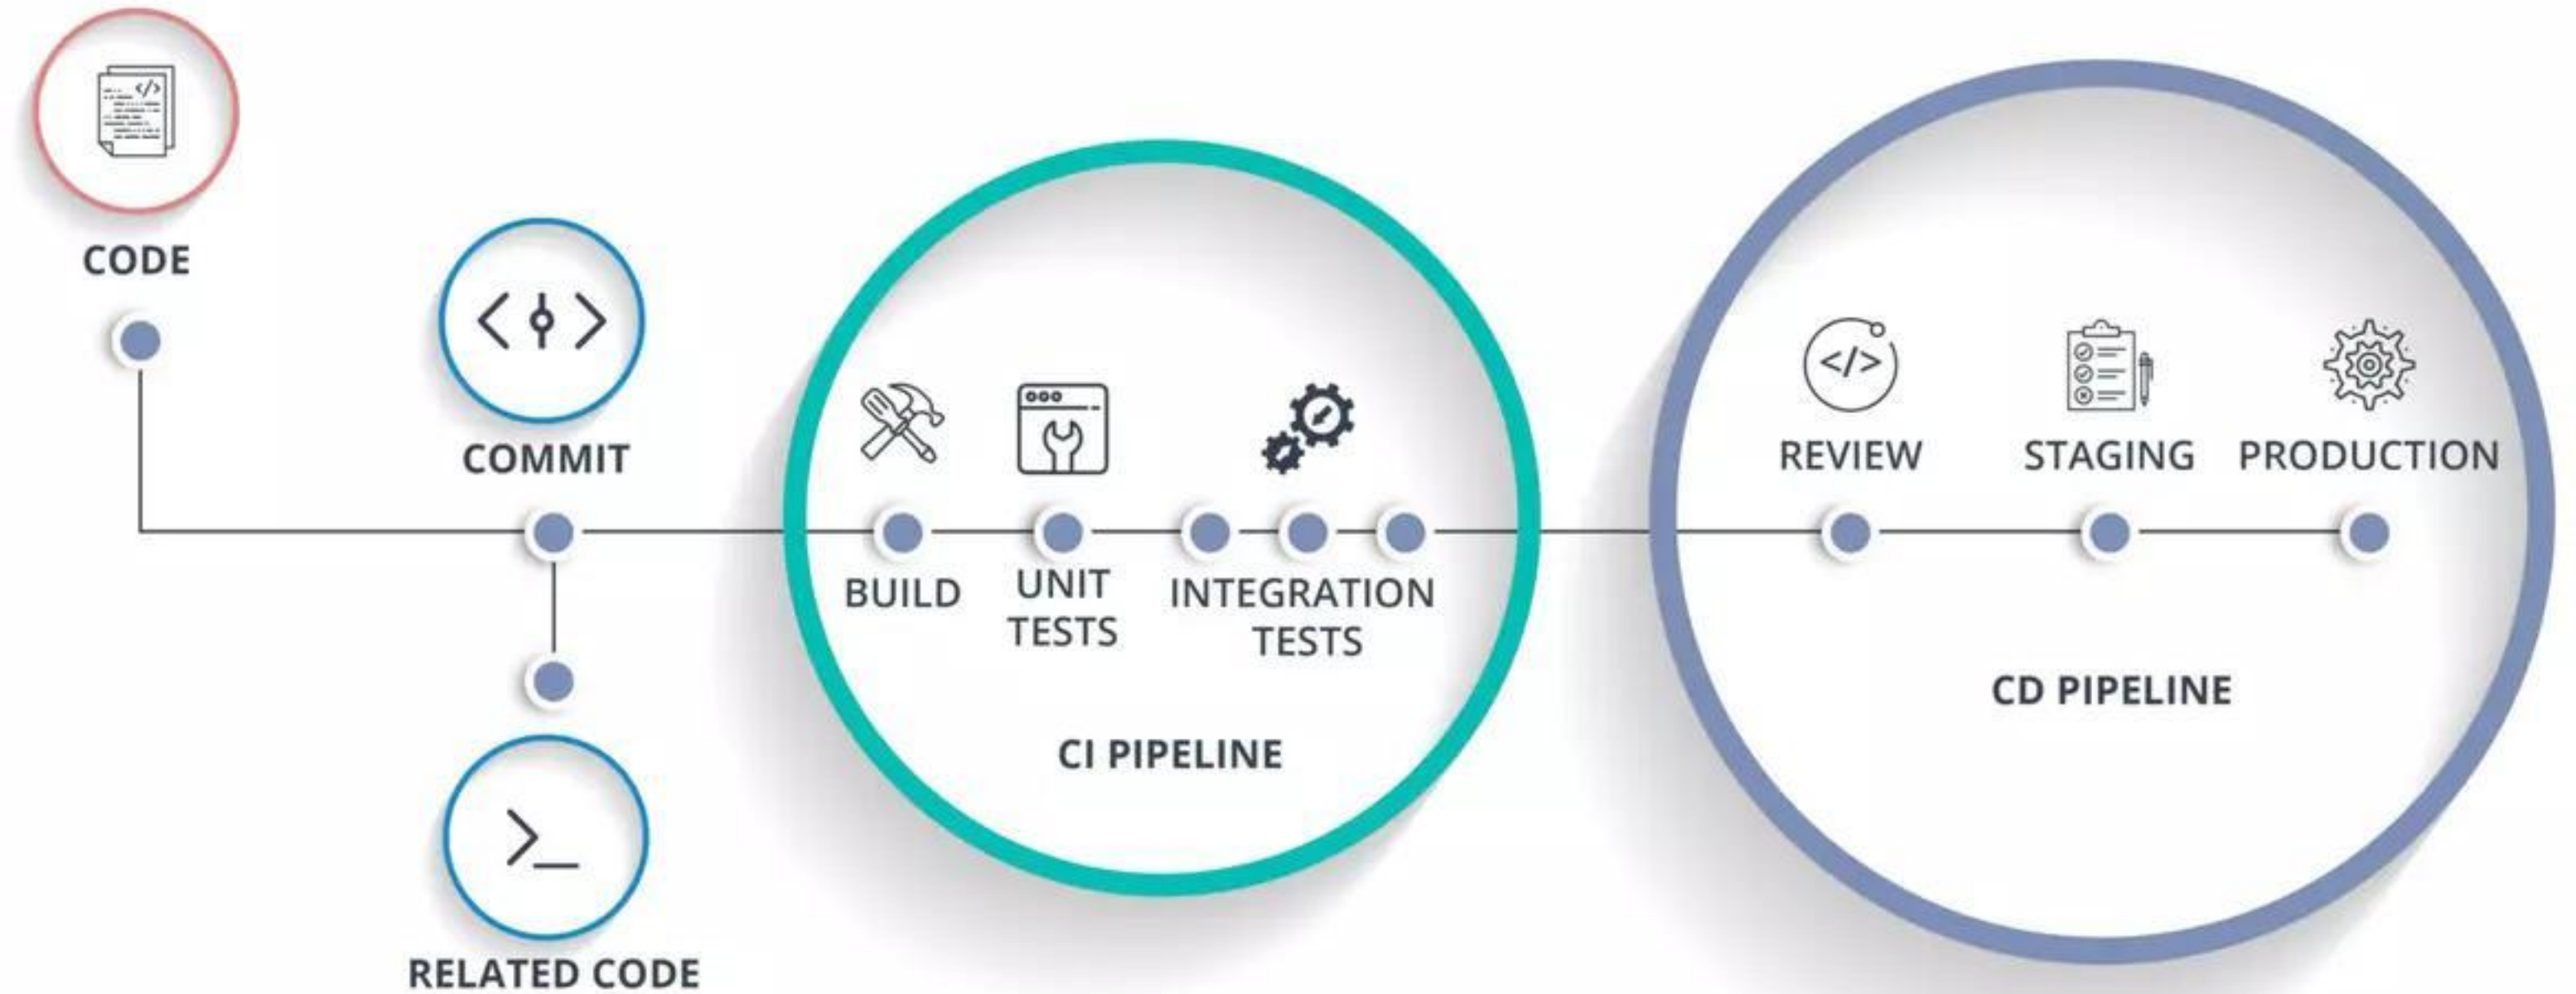 CODE
COMMIT
RELATED CODE
BUILD
UNIT
TESTS
INTEGRATION
TESTS
CI PIPELINE
REVIEW
STAGING
PRODUCTION
CD PIPELINE